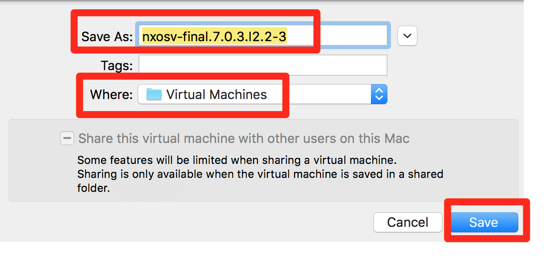 Save As: nxosv-final.7.0.3.I2.2-3
Tags:
Where: Virtual Machines
Share this virtual machine with other users on this Mac
Some features will be limited when sharing a virtual machine.
Sharing is only available when the virtual machine is saved in a shared
folder.
Cancel Save